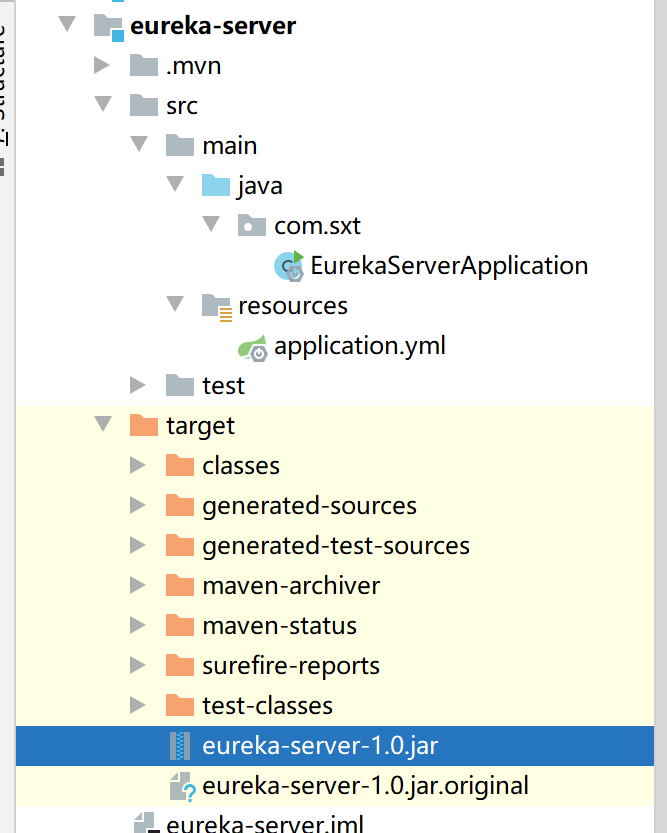 eureka-server
.mvn
src
main
java
com.sxt
EurekaServerApplication
resources
application.yml
test
target
classes
generated-sources
generated-test-sources
maven-archiver
maven-status
surefire-reports
test-classes
eureka-server-1.0.jar
eureka-server-1.0.jar.original
eureka-server.iml
Structure